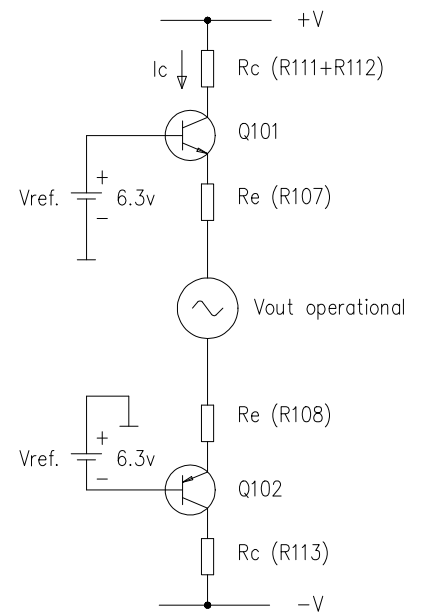 +V
Ic
Rc (R111+R112)
Q101
+
Vref. 6.3v
−
Re (R107)
Vout operational
Re (R108)
+
Vref. 6.3v
−
Q102
Rc (R113)
−V